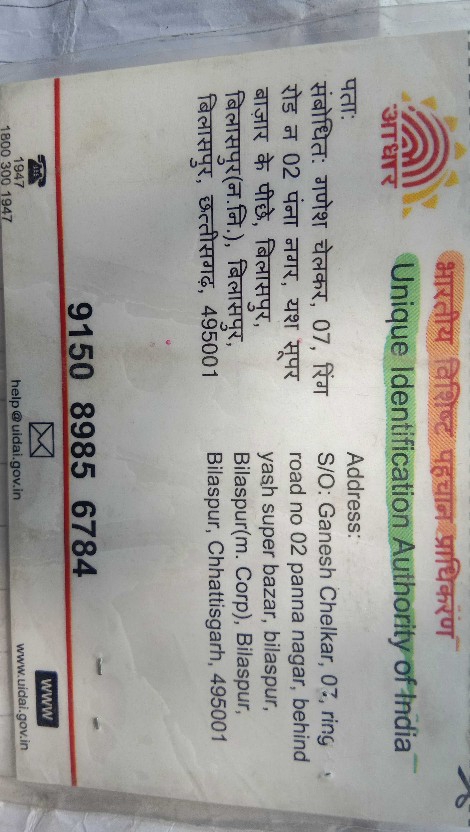 भारतीय विशिष्ट पहचान प्राधिकरण
Unique Identification Authority of India
आधार
पता:
संबोधित: गणेश चेलकर, 07, रिंग
रोड न 02 पंना नगर, यश सूपर
बाज़ार के पीछे, बिलासपुर,
बिलासपुर(न.नि.), बिलासपुर,
बिलासपुर, छत्तीसगढ़, 495001
Address:
S/O: Ganesh Chelkar, 07, ring
road no 02 panna nagar, behind
yash super bazar, bilaspur,
Bilaspur(m. Corp), Bilaspur,
Bilaspur, Chhattisgarh, 495001
9150 8985 6784
1947
1800 300 1947
help@uidai.gov.in
www
www.uidai.gov.in